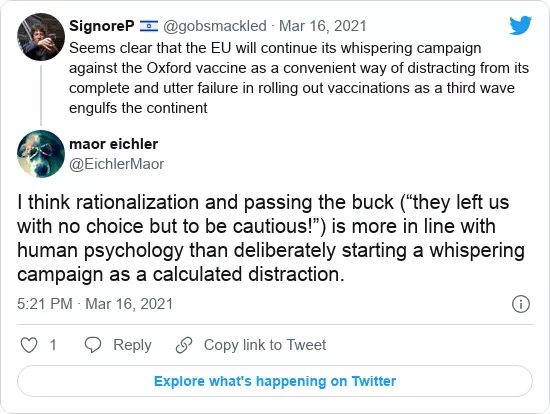 SignoreP 🇮🇱 @gobsmackled · Mar 16, 2021
Seems clear that the EU will continue its whispering campaign
against the Oxford vaccine as a convenient way of distracting from its
complete and utter failure in rolling out vaccinations as a third wave
engulfs the continent
maor eichler
@EichlerMaor
I think rationalization and passing the buck (“they left us
with no choice but to be cautious!”) is more in line with
human psychology than deliberately starting a whispering
campaign as a calculated distraction.
5:21 PM · Mar 16, 2021
1 Reply Copy link to Tweet
Explore what's happening on Twitter